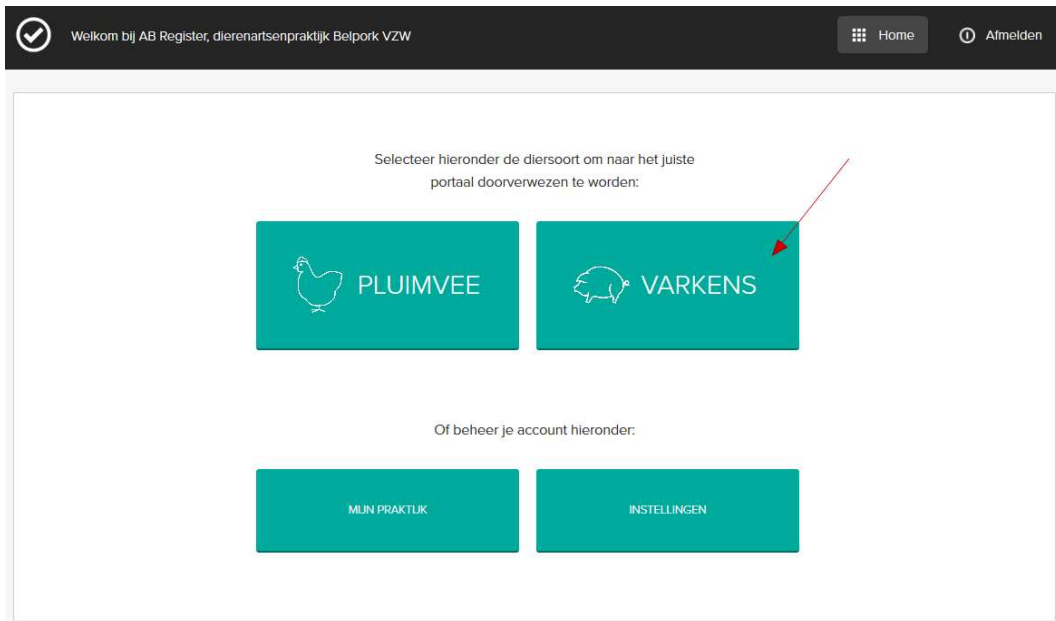 Welkom bij AB Register, dierenartsenpraktijk Belpork VZW
Home
Afmelden
Selecteer hieronder de diersoort om naar het juiste
portaal doorverwezen te worden:
PLUIMVEE
VARKENS
Of beheer je account hieronder:
MIJN PRAKTIJK
INSTELLINGEN